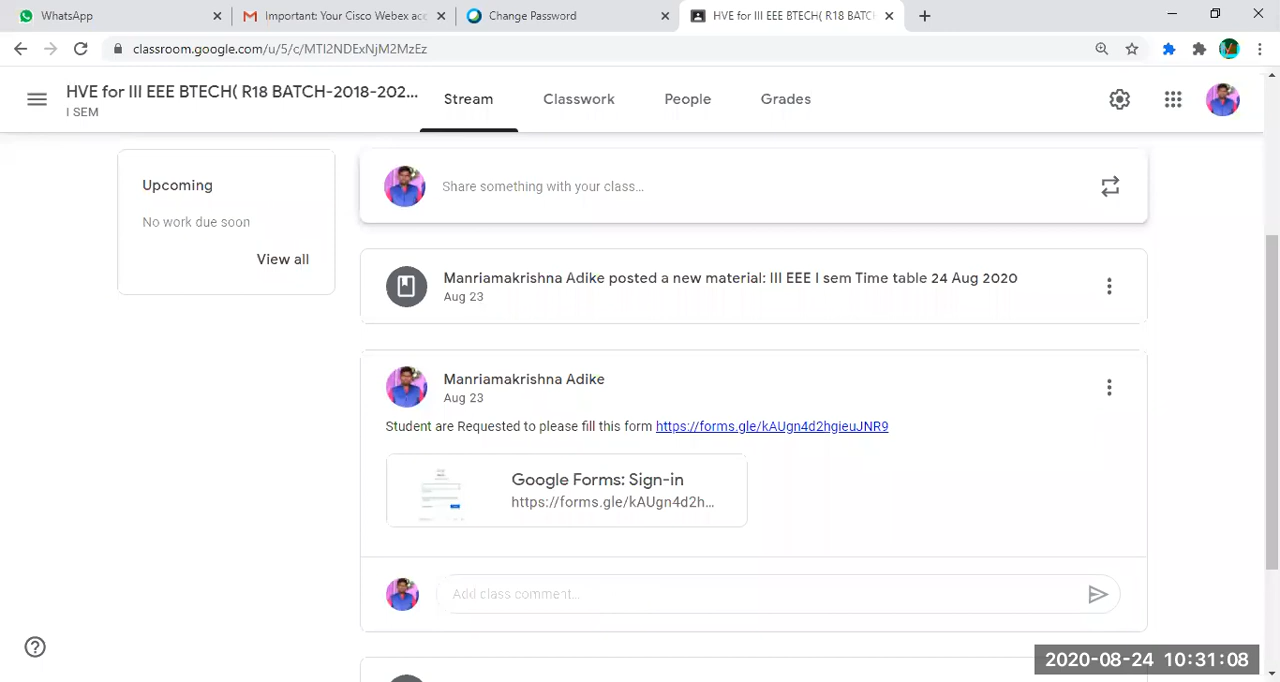 WhatsApp
Important: Your Cisco Webex acc
Change Password
HVE for III EEE BTECH( R18 BATC
classroom.google.com/u/5/c/MTI2NDExNjM2MzEz
HVE for III EEE BTECH( R18 BATCH-2018-202...
I SEM
Stream
Classwork
People
Grades
Upcoming
No work due soon
View all
Share something with your class...
Manriamakrishna Adike posted a new material: III EEE I sem Time table 24 Aug 2020
Aug 23
Manriamakrishna Adike
Aug 23
Student are Requested to please fill this form https://forms.gle/kAUgn4d2hgieuJNR9
Google Forms: Sign-in
https://forms.gle/kAUgn4d2h...
Add class comment...
2020-08-24 10:31:08